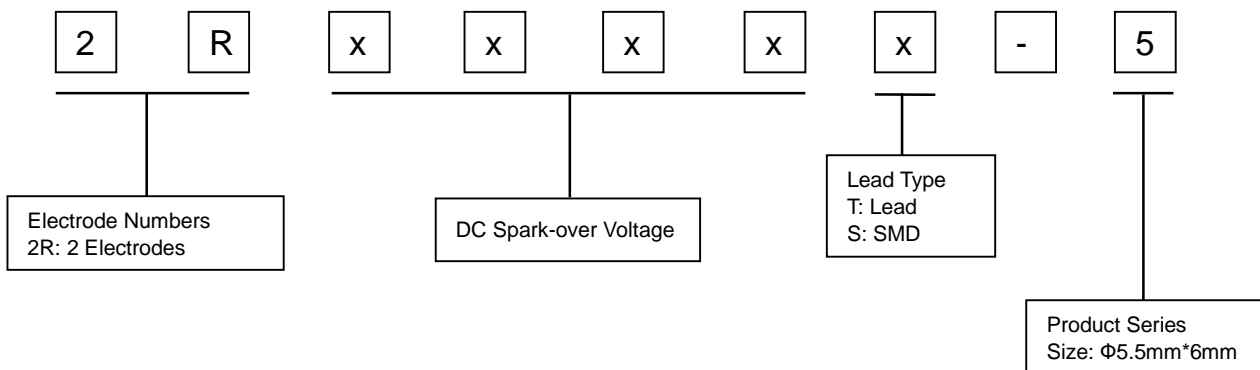 2 R x x x x x - 5
Electrode Numbers
2R: 2 Electrodes
DC Spark-over Voltage
Lead Type
T: Lead
S: SMD
Product Series
Size: Φ5.5mm*6mm